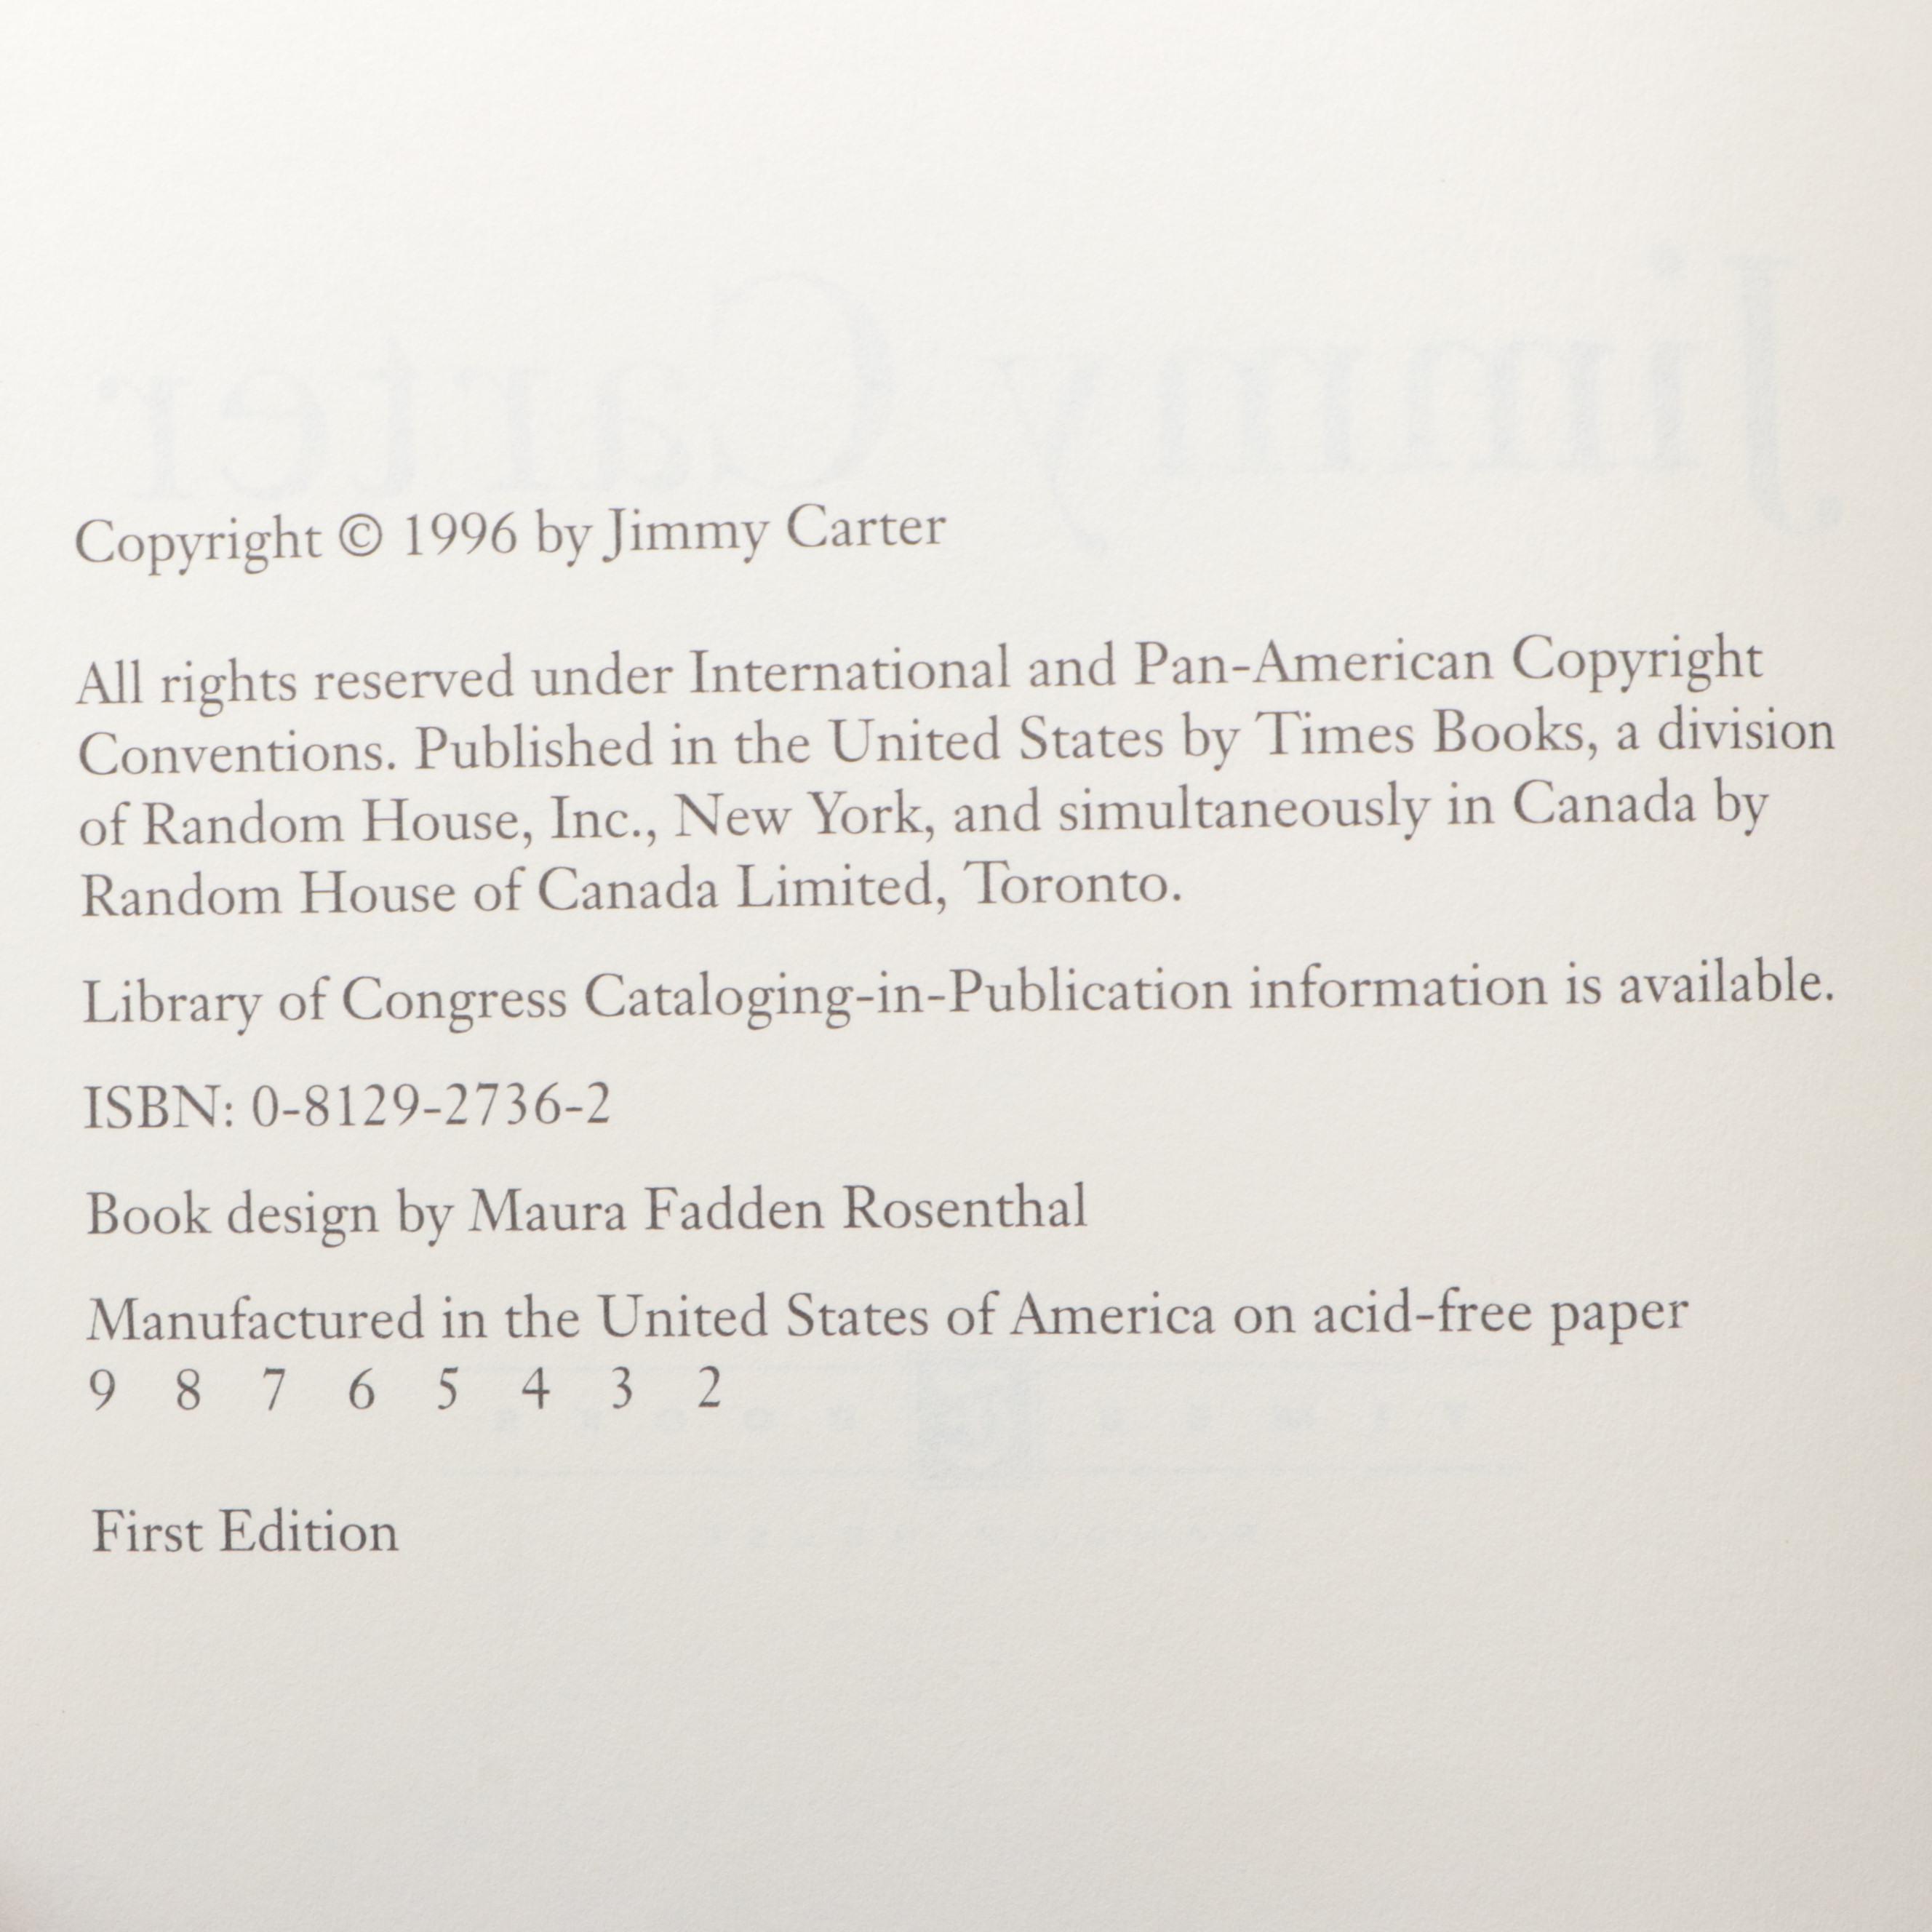 Jimmy Carter
Copyright © 1996 by Jimmy Carter
All rights reserved under International and Pan-American Copyright
Conventions. Published in the United States by Times Books, a division
of Random House, Inc., New York, and simultaneously in Canada by
Random House of Canada Limited, Toronto.
Library of Congress Cataloging-in-Publication information is available.
ISBN: 0-8129-2736-2
Book design by Maura Fadden Rosenthal
Manufactured in the United States of America on acid-free paper
9 8 7 6 5 4 3 2
TIMES BOOKS
First Edition